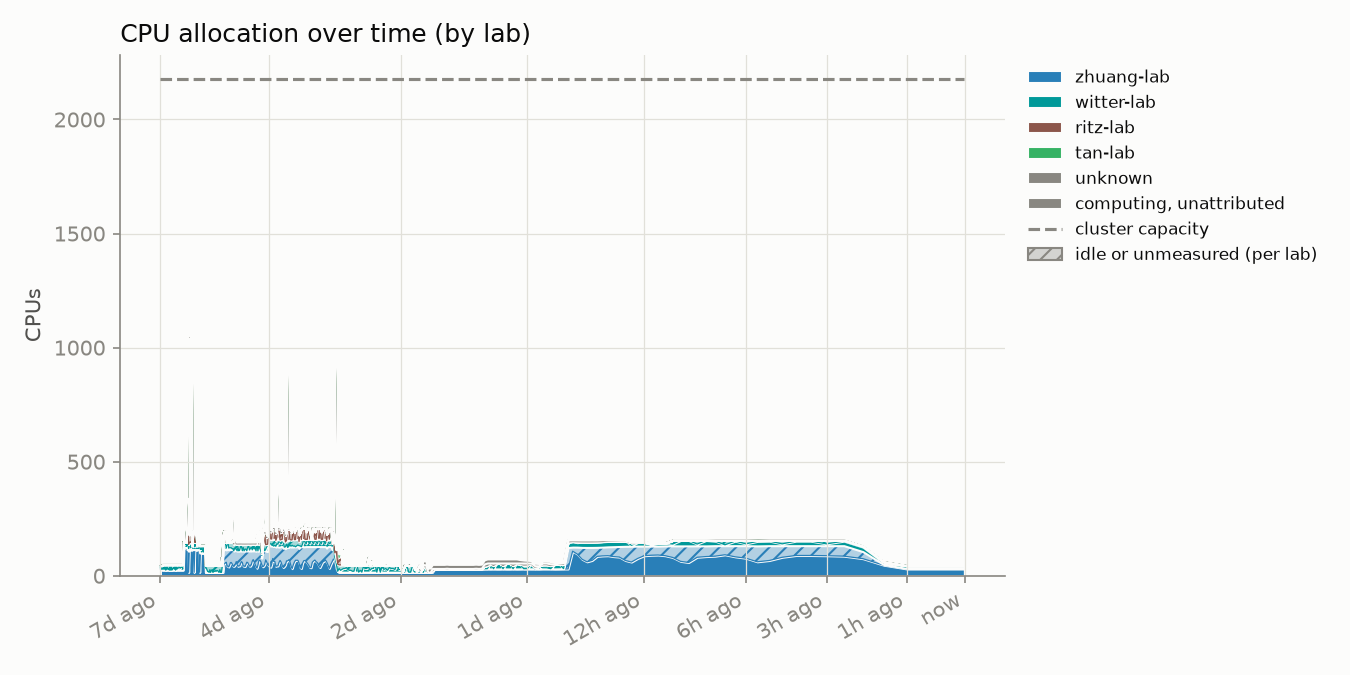 CPU allocation over time (by lab)
CPUs
2000
1500
1000
500
0
7d ago
4d ago
2d ago
1d ago
12h ago
6h ago
3h ago
1h ago
now
zhuang-lab
witter-lab
ritz-lab
tan-lab
unknown
computing, unattributed
cluster capacity
idle or unmeasured (per lab)